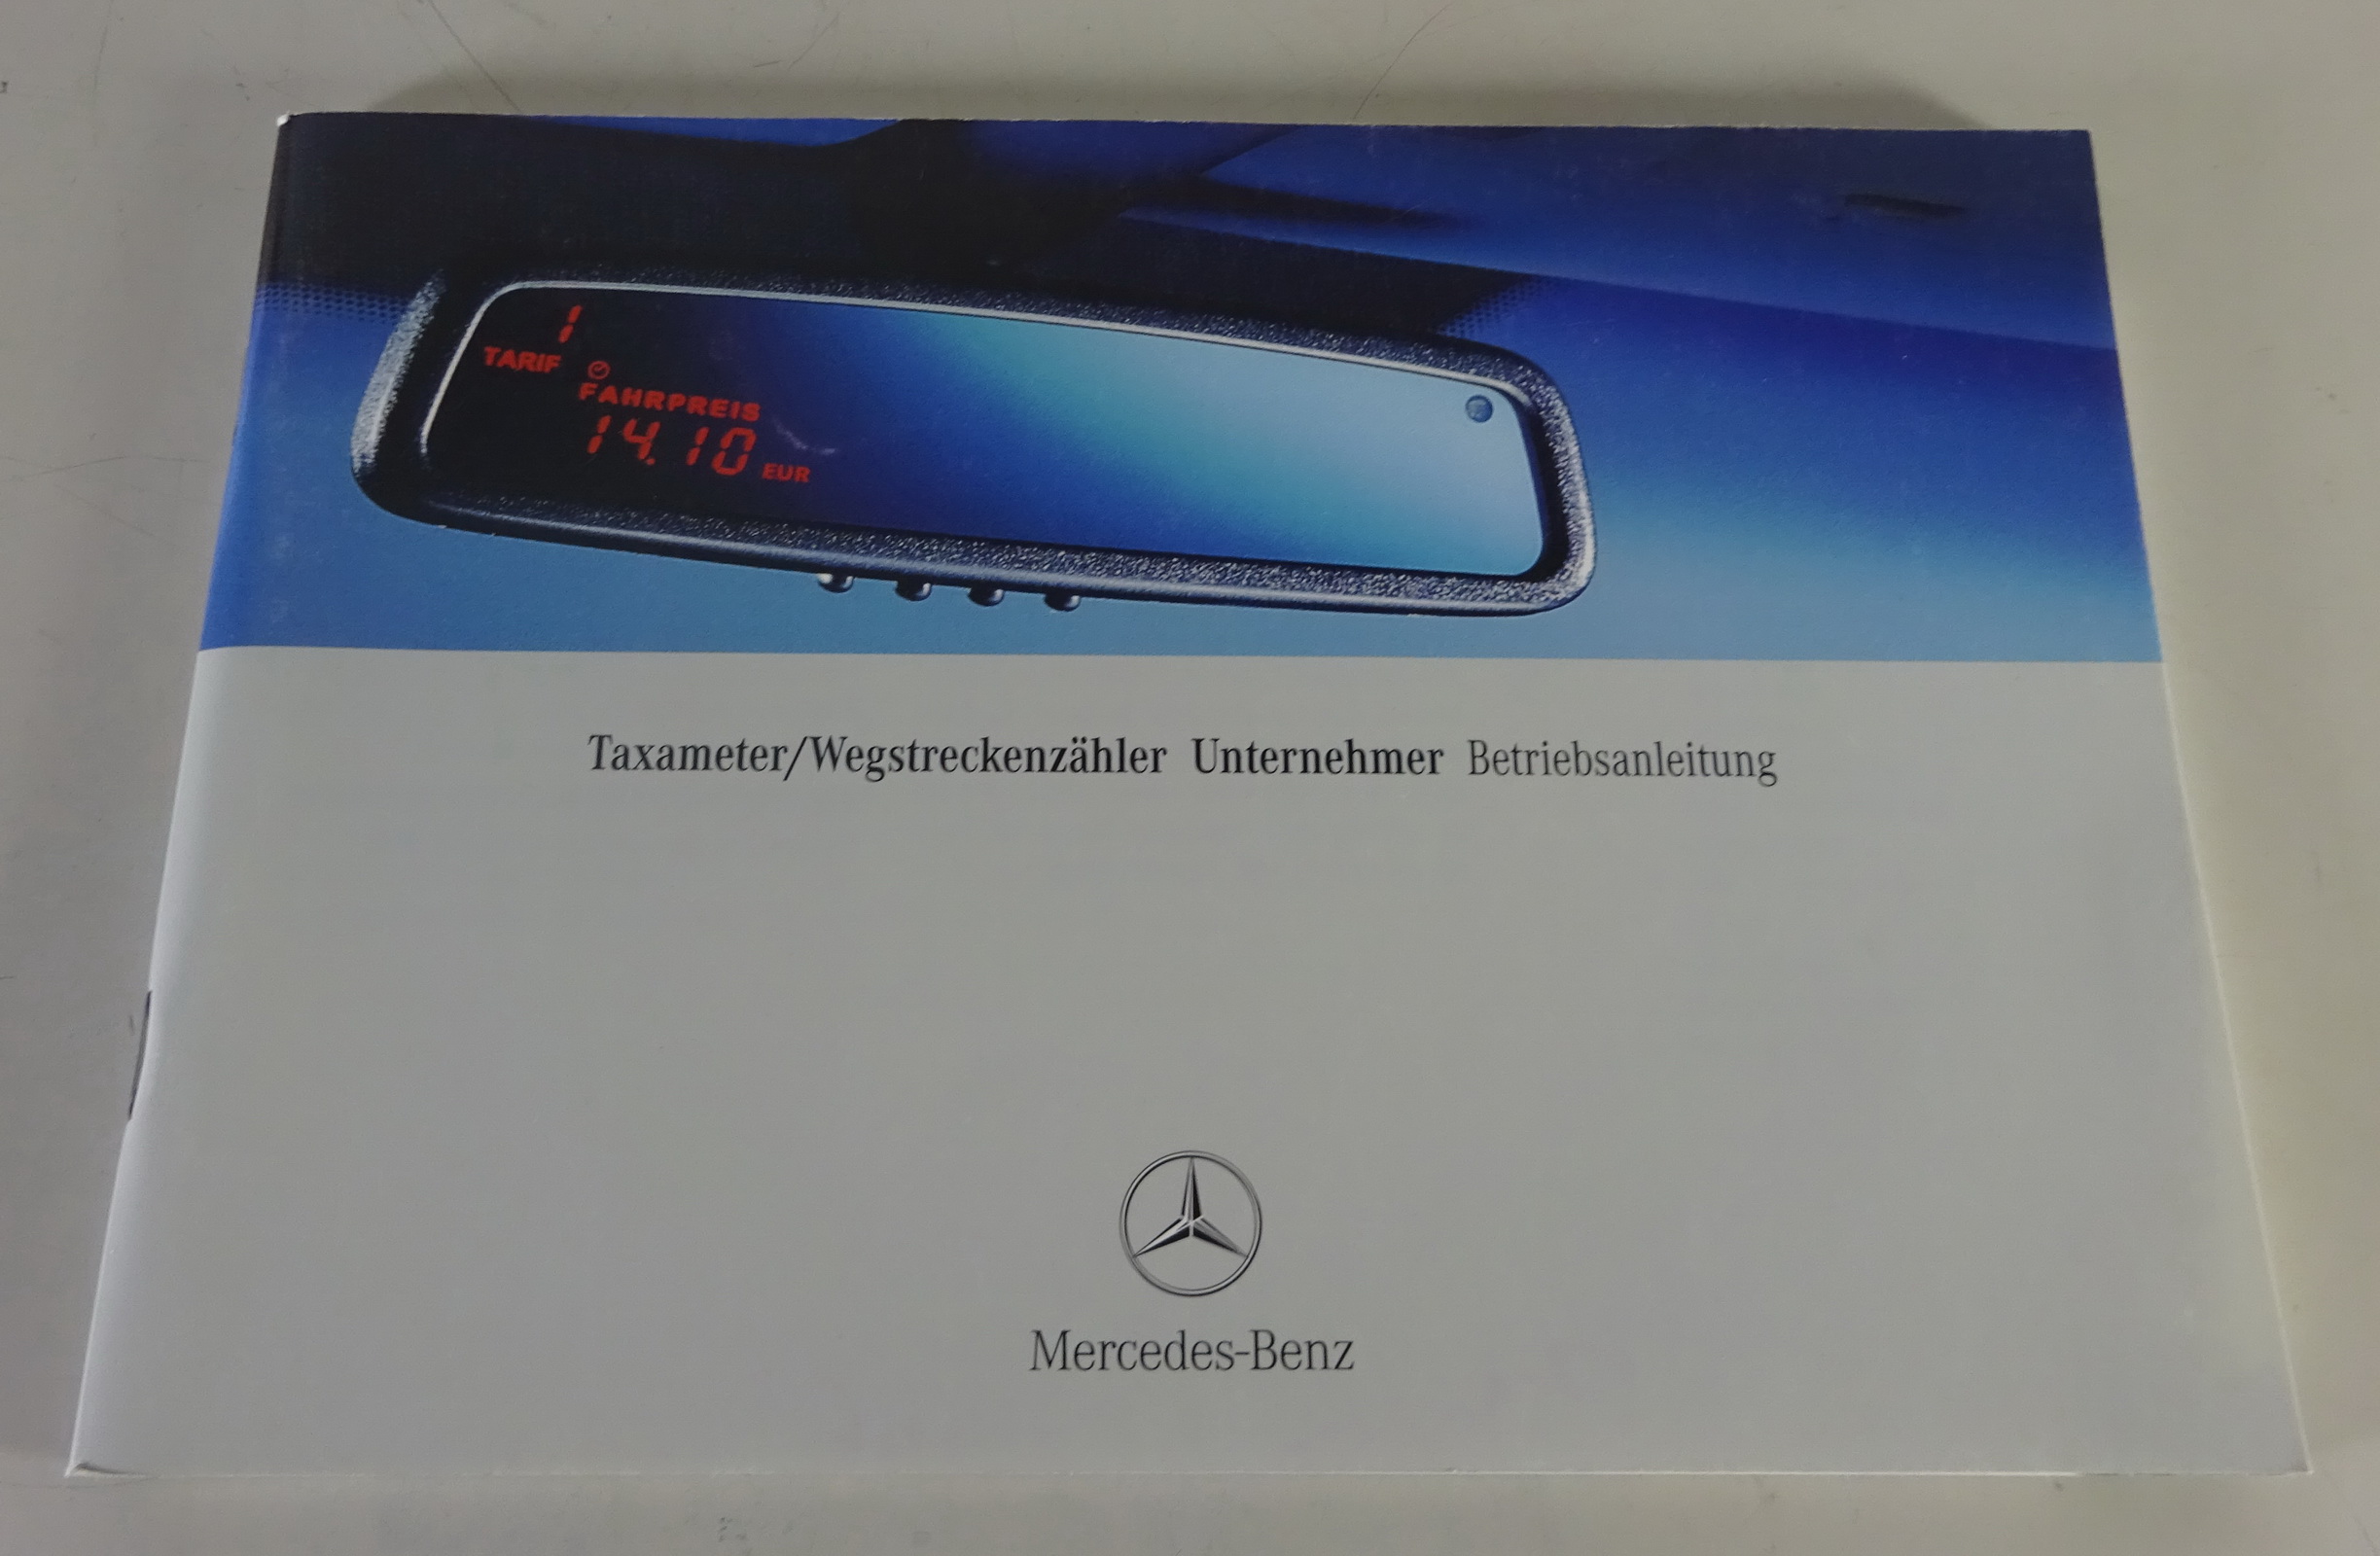 1
TARIF
FAHRPREIS
14.10 EUR
Taxameter/Wegstreckenzähler Unternehmer Betriebsanleitung
Mercedes-Benz